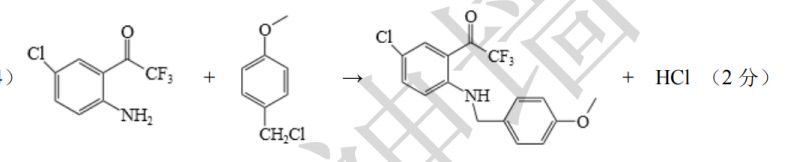 4)
Cl
O
CF₃
NH₂
+
O
CH₂Cl
→
Cl
O
CF₃
NH
O
+ HCl （2 分）